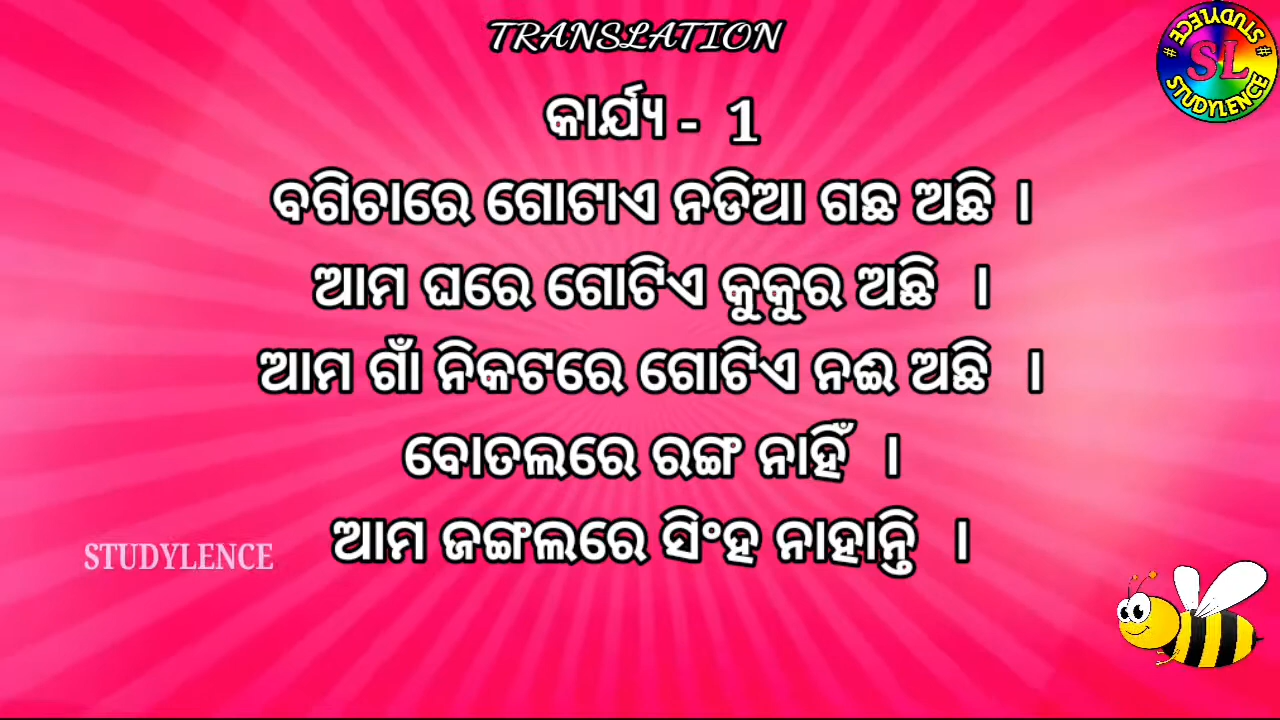 TRANSLATION
କାର୍ଯ୍ୟ - 1
ବଗିଚାରେ ଗୋଟାଏ ନଡିଆ ଗଛ ଅଛି ।
ଆମ ଘରେ ଗୋଟିଏ କୁକୁର ଅଛି ।
ଆମ ଗାଁ ନିକଟରେ ଗୋଟିଏ ନଈ ଅଛି ।
ବୋତଲରେ ରଙ୍ଗ ନାହିଁ ।
ଆମ ଜଙ୍ଗଲରେ ସିଂହ ନାହାନ୍ତି ।
STUDYLENCE
# STUDYLECE #
SL
STUDYLENCE